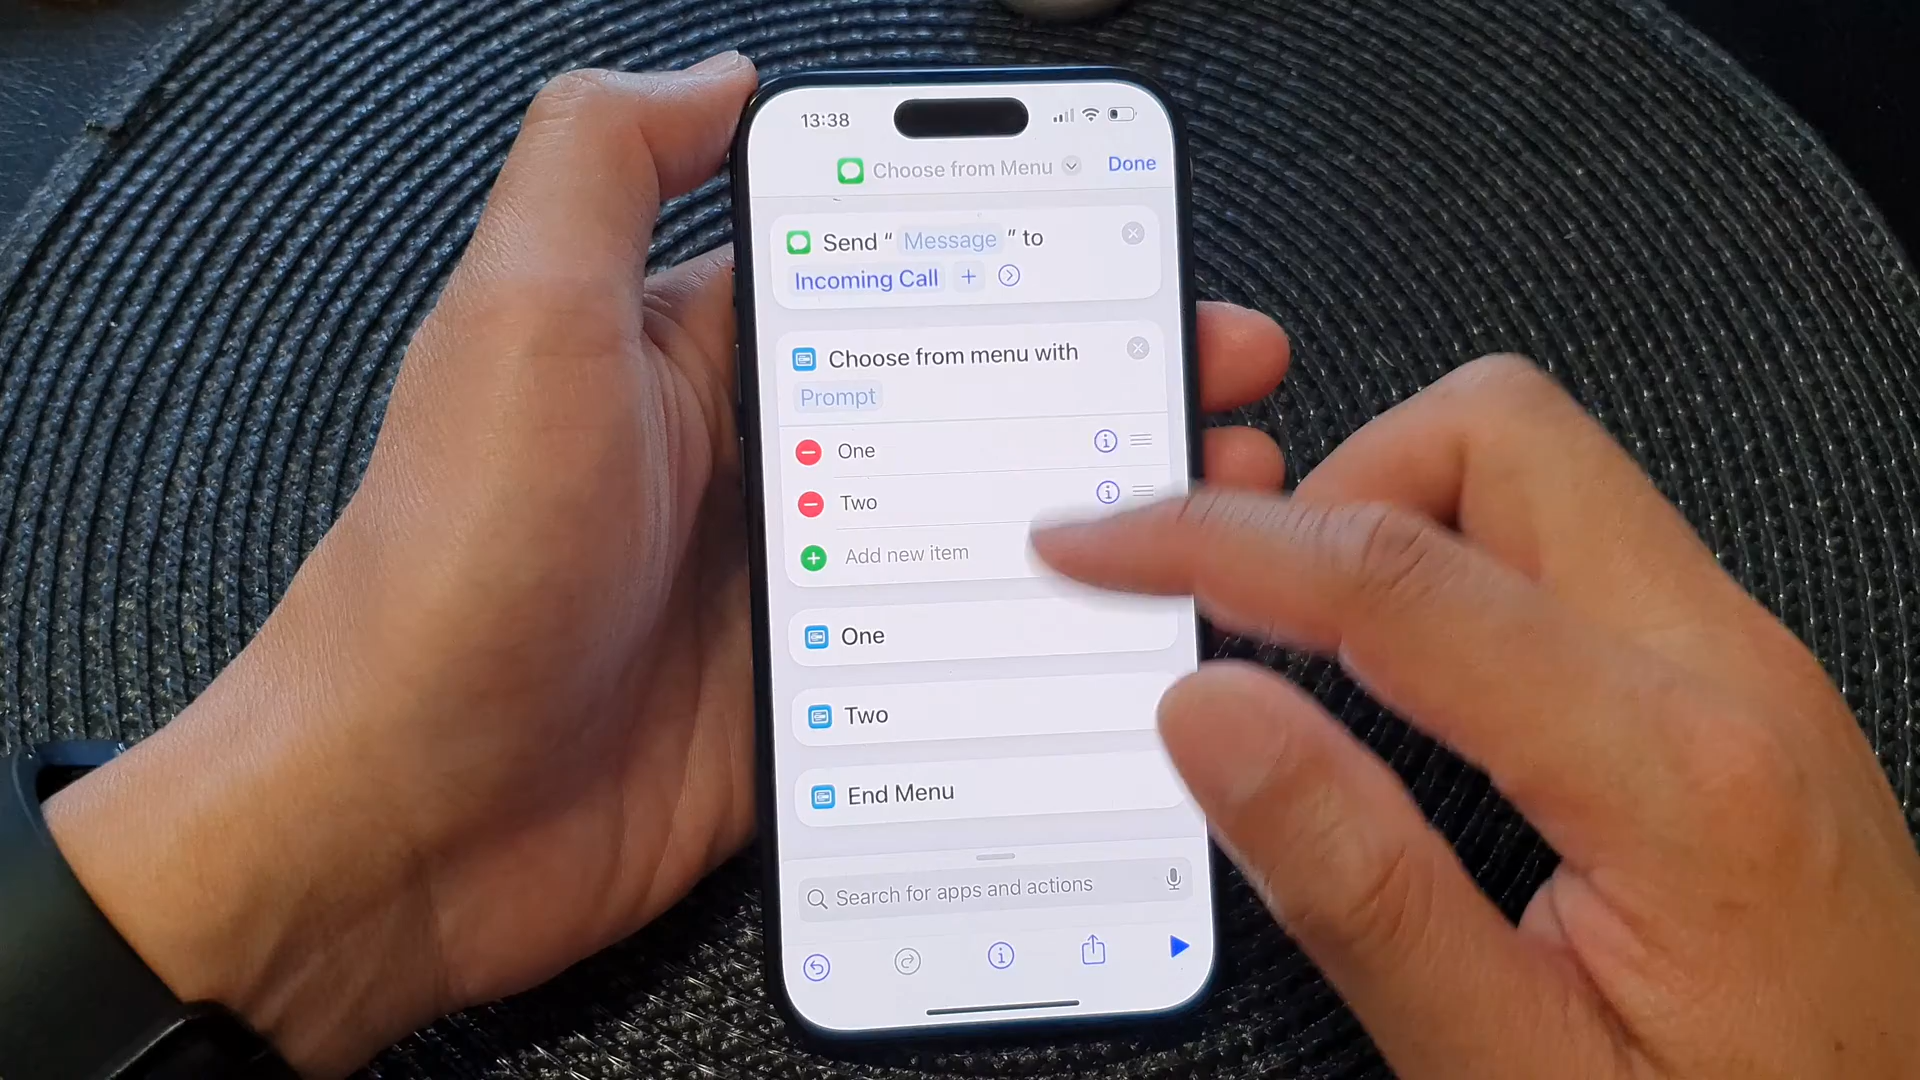 13:38
Choose from Menu
Done
Send “ Message ” to
Incoming Call
Choose from menu with
Prompt
One
Two
Add new item
One
Two
End Menu
Search for apps and actions